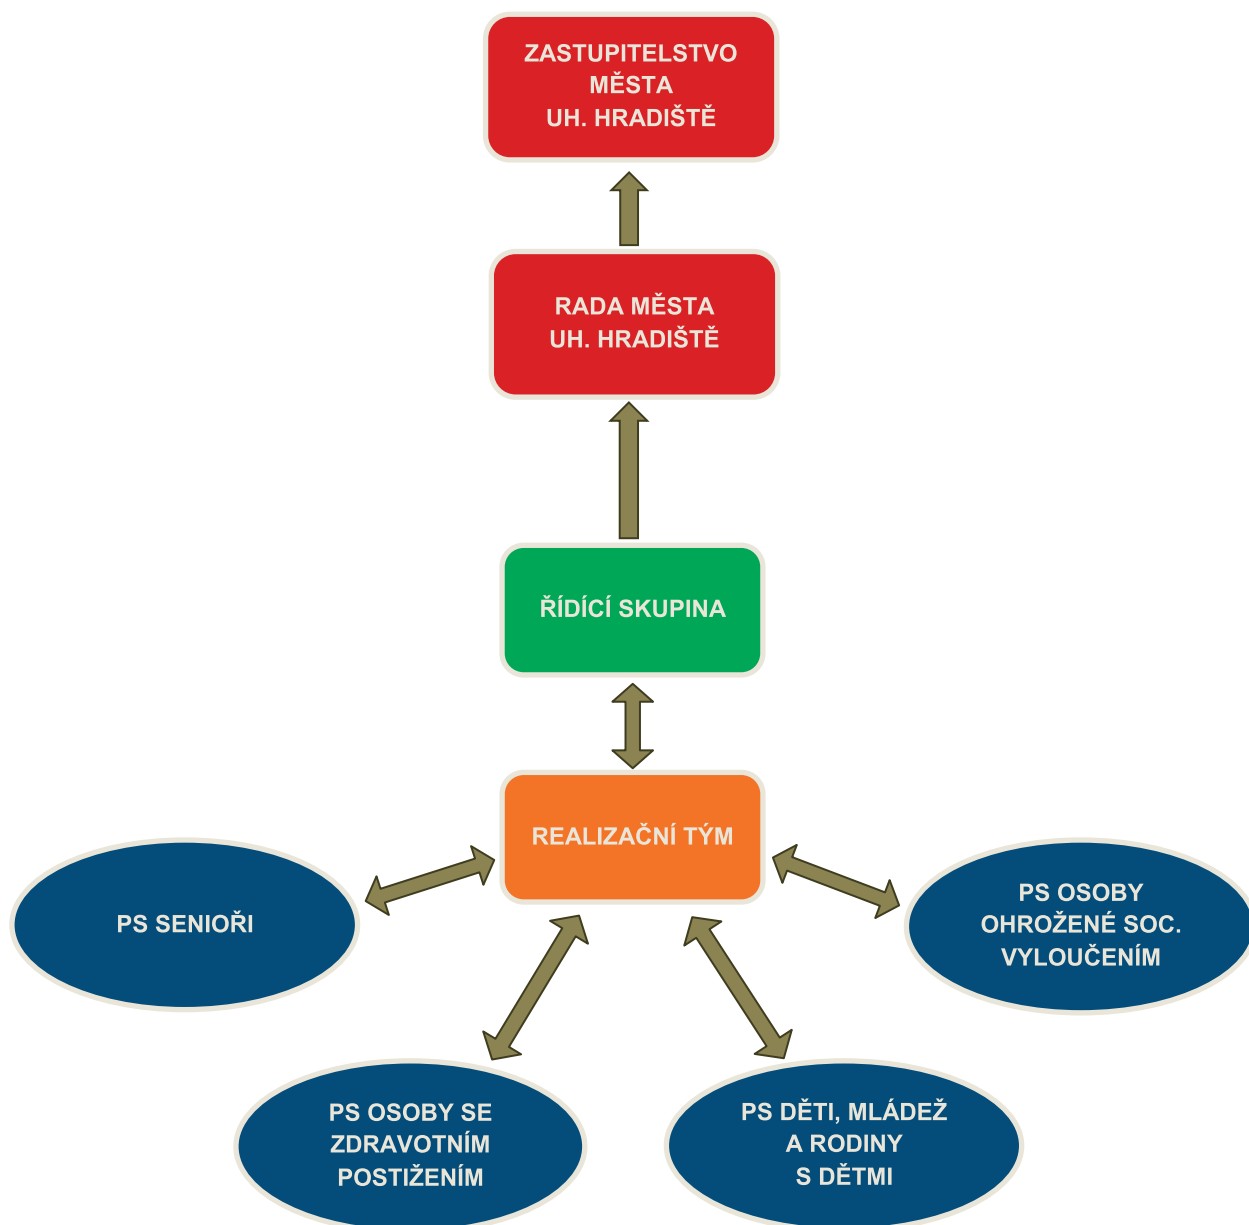 ZASTUPITELSTVO
MĚSTA
UH. HRADIŠTĚ
RADA MĚSTA
UH. HRADIŠTĚ
ŘÍDÍCÍ SKUPINA
REALIZAČNÍ TÝM
PS SENIOŘI
PS OSOBY
OHROŽENÉ SOC.
VYLOUČENÍM
PS OSOBY SE
ZDRAVOTNÍM
POSTIŽENÍM
PS DĚTI, MLÁDEŽ
A RODINY
S DĚTMI